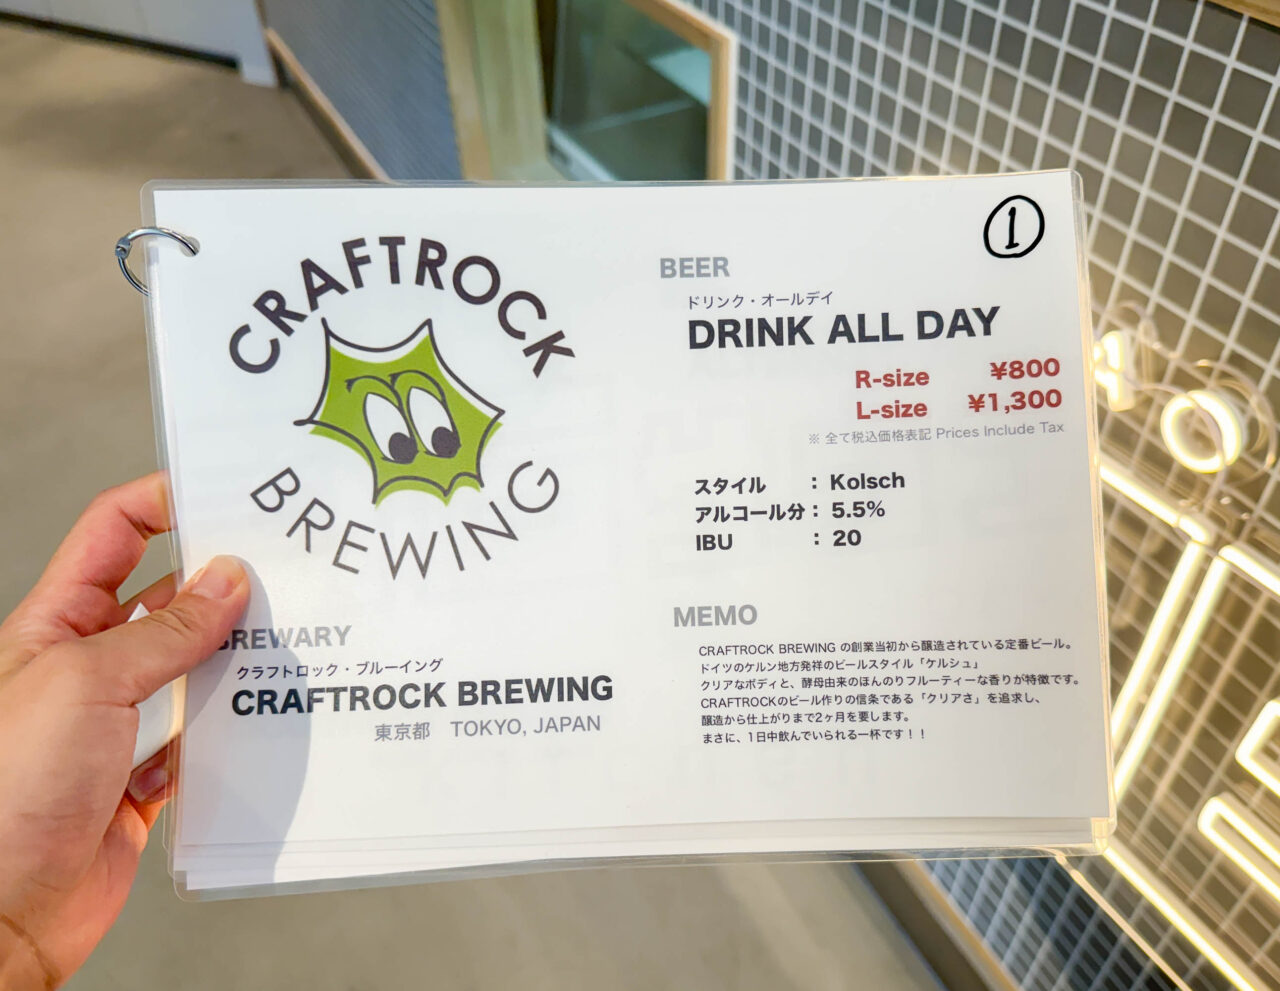 ①
CRAFTROCK
BREWING
BREWARY
クラフトロック・ブルーイング
CRAFTROCK BREWING
東京都 TOKYO, JAPAN
BEER
ドリンク・オールデイ
DRINK ALL DAY
R-size ¥800
L-size ¥1,300
※ 全て税込価格表記 Prices Include Tax
スタイル : Kolsch
アルコール分 : 5.5%
IBU : 20
MEMO
CRAFTROCK BREWING の創業当初から醸造されている定番ビール。
ドイツのケルン地方発祥のビールスタイル「ケルシュ」
クリアなボディと、酵母由来のほんのりフルーティーな香りが特徴です。
CRAFTROCKのビール作りの信条である「クリアさ」を追求し、
醸造から仕上がりまで2ヶ月を要します。
まさに、1日中飲んでいられる一杯です！！